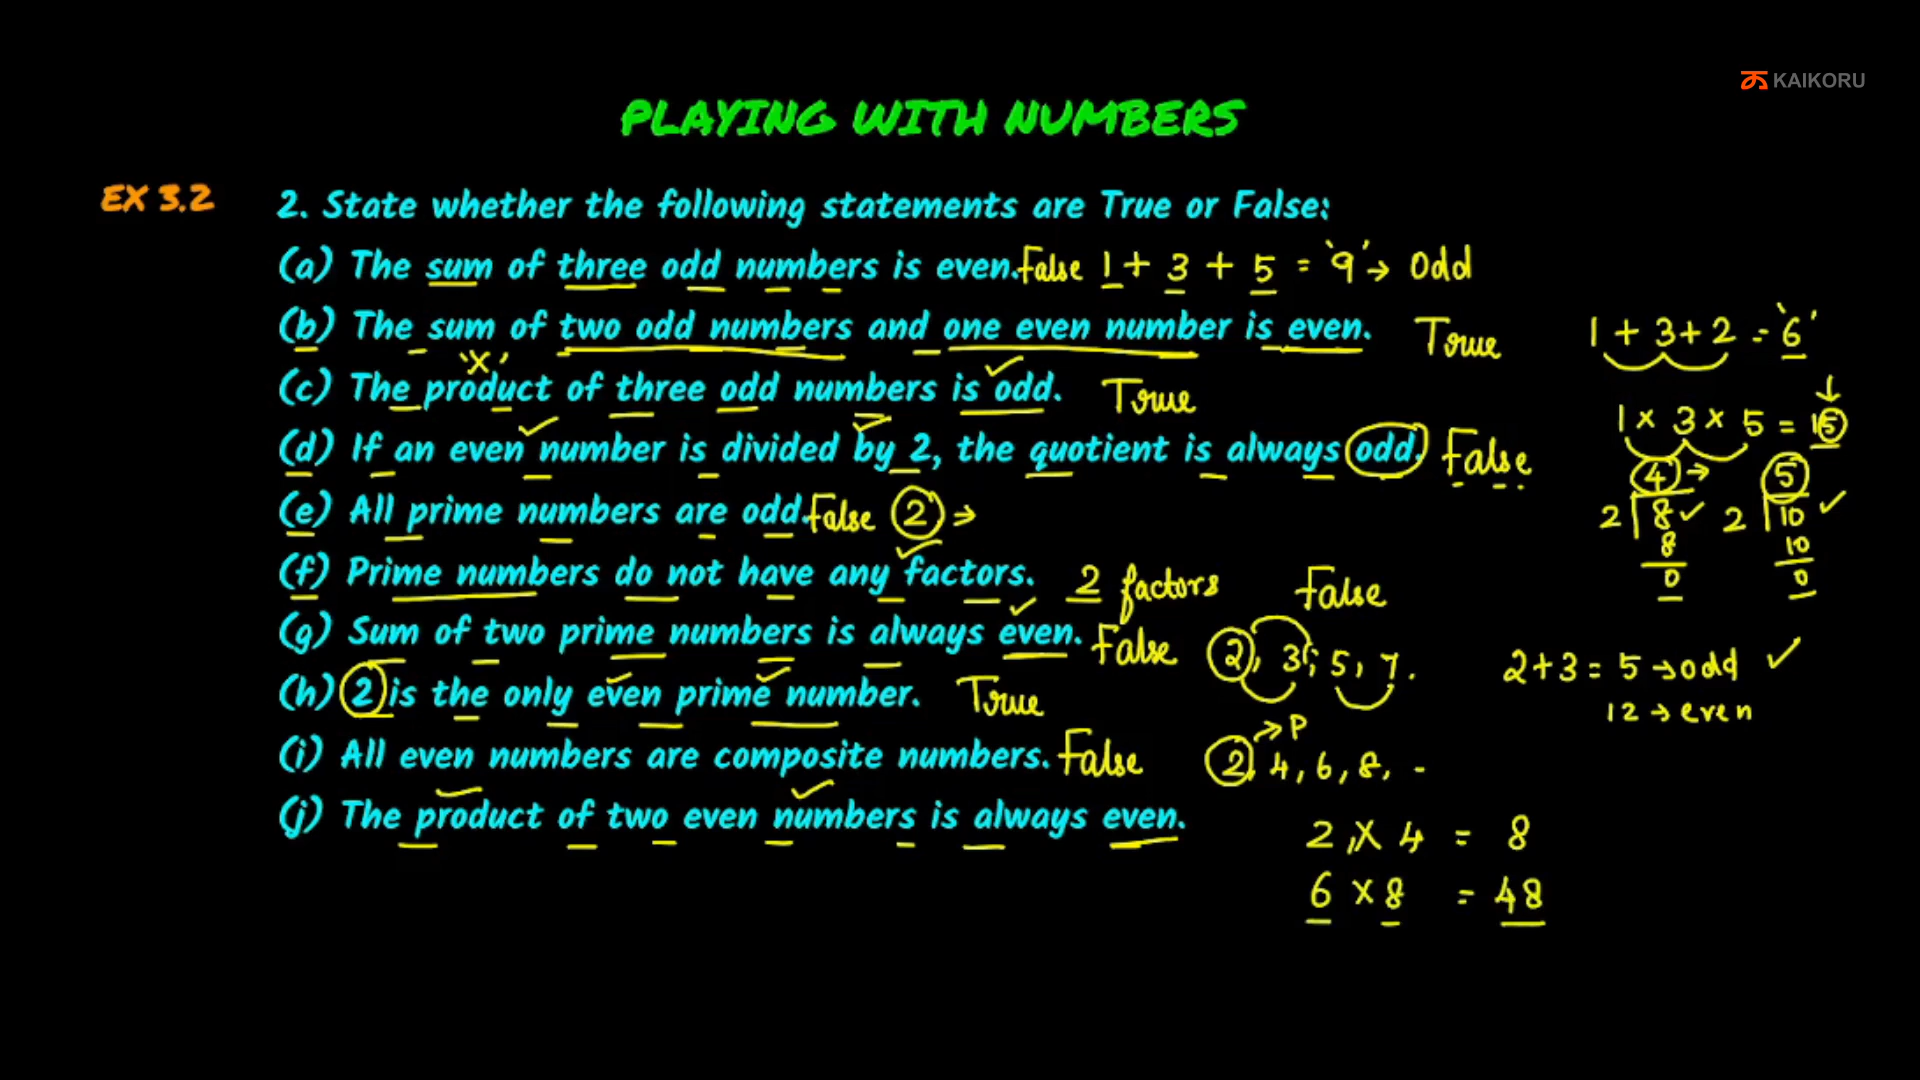 KAIKORU
PLAYING WITH NUMBERS
EX 3.2 2. State whether the following statements are True or False:
(a) The sum of three odd numbers is even. False 1 + 3 + 5 = '9' → Odd
(b) The sum of two odd numbers and one even number is even. True 1 + 3 + 2 = '6'
'X'
(c) The product of three odd numbers is odd. True 1 x 3 x 5 = 15
(d) If an even number is divided by 2, the quotient is always odd. False 4 → 5
2 8 ✓ 2 10 ✓
8 10
0 0
(e) All prime numbers are odd. False 2 →
(f) Prime numbers do not have any factors. 2 factors False
(g) Sum of two prime numbers is always even. False 2, 3, 5, 7. 2 + 3 = 5 → odd ✓
12 → even
(h) 2 is the only even prime number. True
→ P
(i) All even numbers are composite numbers. False 2, 4, 6, 8, -
(j) The product of two even numbers is always even. 2 x 4 = 8
6 x 8 = 48